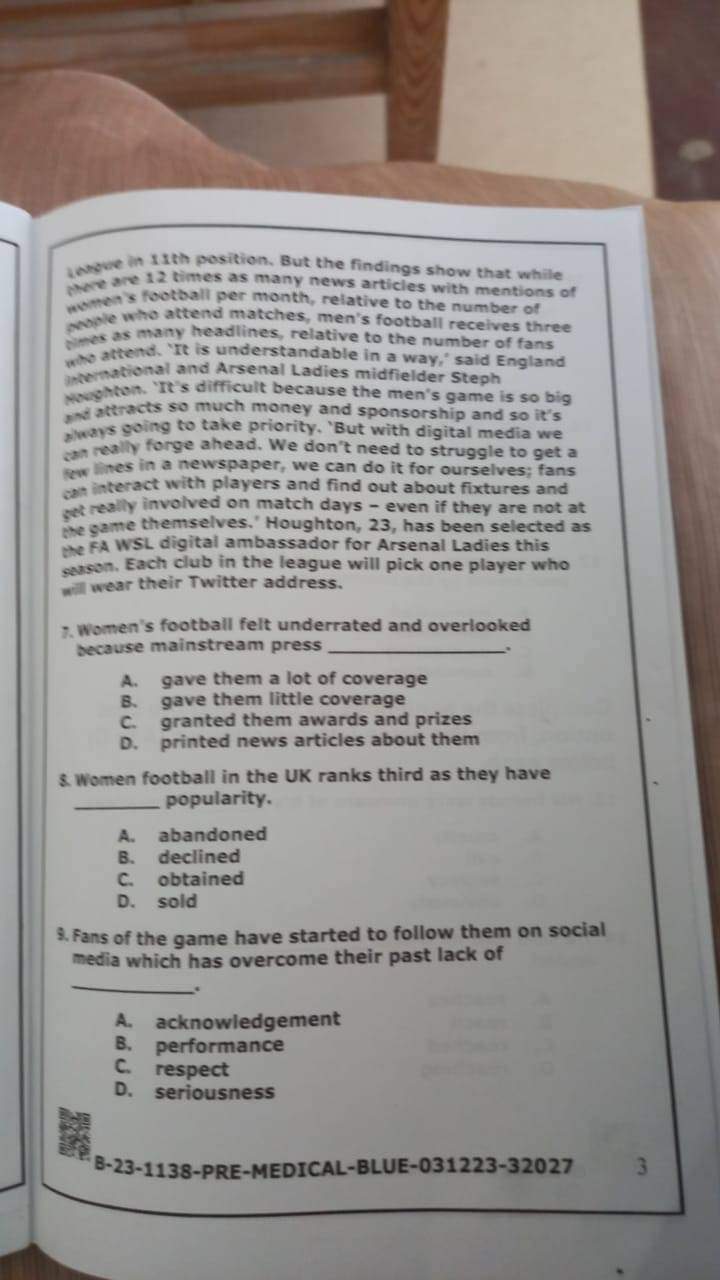 League in 11th position. But the findings show that while
there are 12 times as many news articles with mentions of
women's football per month, relative to the number of
people who attend matches, men's football receives three
times as many headlines, relative to the number of fans
who attend. 'It is understandable in a way,' said England
international and Arsenal Ladies midfielder Steph
Houghton. 'It's difficult because the men's game is so big
and attracts so much money and sponsorship and so it's
always going to take priority. 'But with digital media we
can really forge ahead. We don't need to struggle to get a
few lines in a newspaper, we can do it for ourselves; fans
can interact with players and find out about fixtures and
get really involved on match days – even if they are not at
the game themselves.' Houghton, 23, has been selected as
the FA WSL digital ambassador for Arsenal Ladies this
season. Each club in the league will pick one player who
will wear their Twitter address.
7. Women's football felt underrated and overlooked
because mainstream press ____________________.
A. gave them a lot of coverage
B. gave them little coverage
C. granted them awards and prizes
D. printed news articles about them
8. Women football in the UK ranks third as they have
__________ popularity.
A. abandoned
B. declined
C. obtained
D. sold
9. Fans of the game have started to follow them on social
media which has overcome their past lack of
______________.
A. acknowledgement
B. performance
C. respect
D. seriousness
B-23-1138-PRE-MEDICAL-BLUE-031223-32027 3